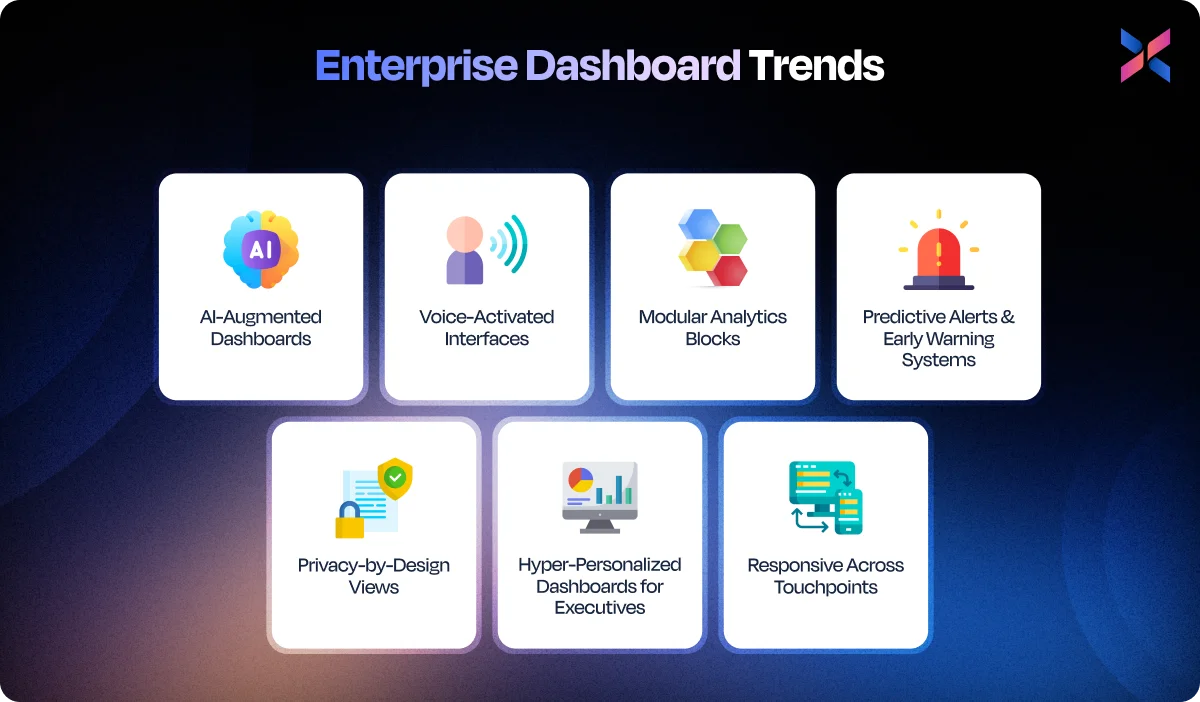 Enterprise Dashboard Trends
AI
AI-Augmented
Dashboards
Voice-Activated
Interfaces
Modular Analytics
Blocks
Predictive Alerts &
Early Warning
Systems
Privacy-by-Design
Views
Hyper-Personalized
Dashboards for
Executives
Responsive Across
Touchpoints